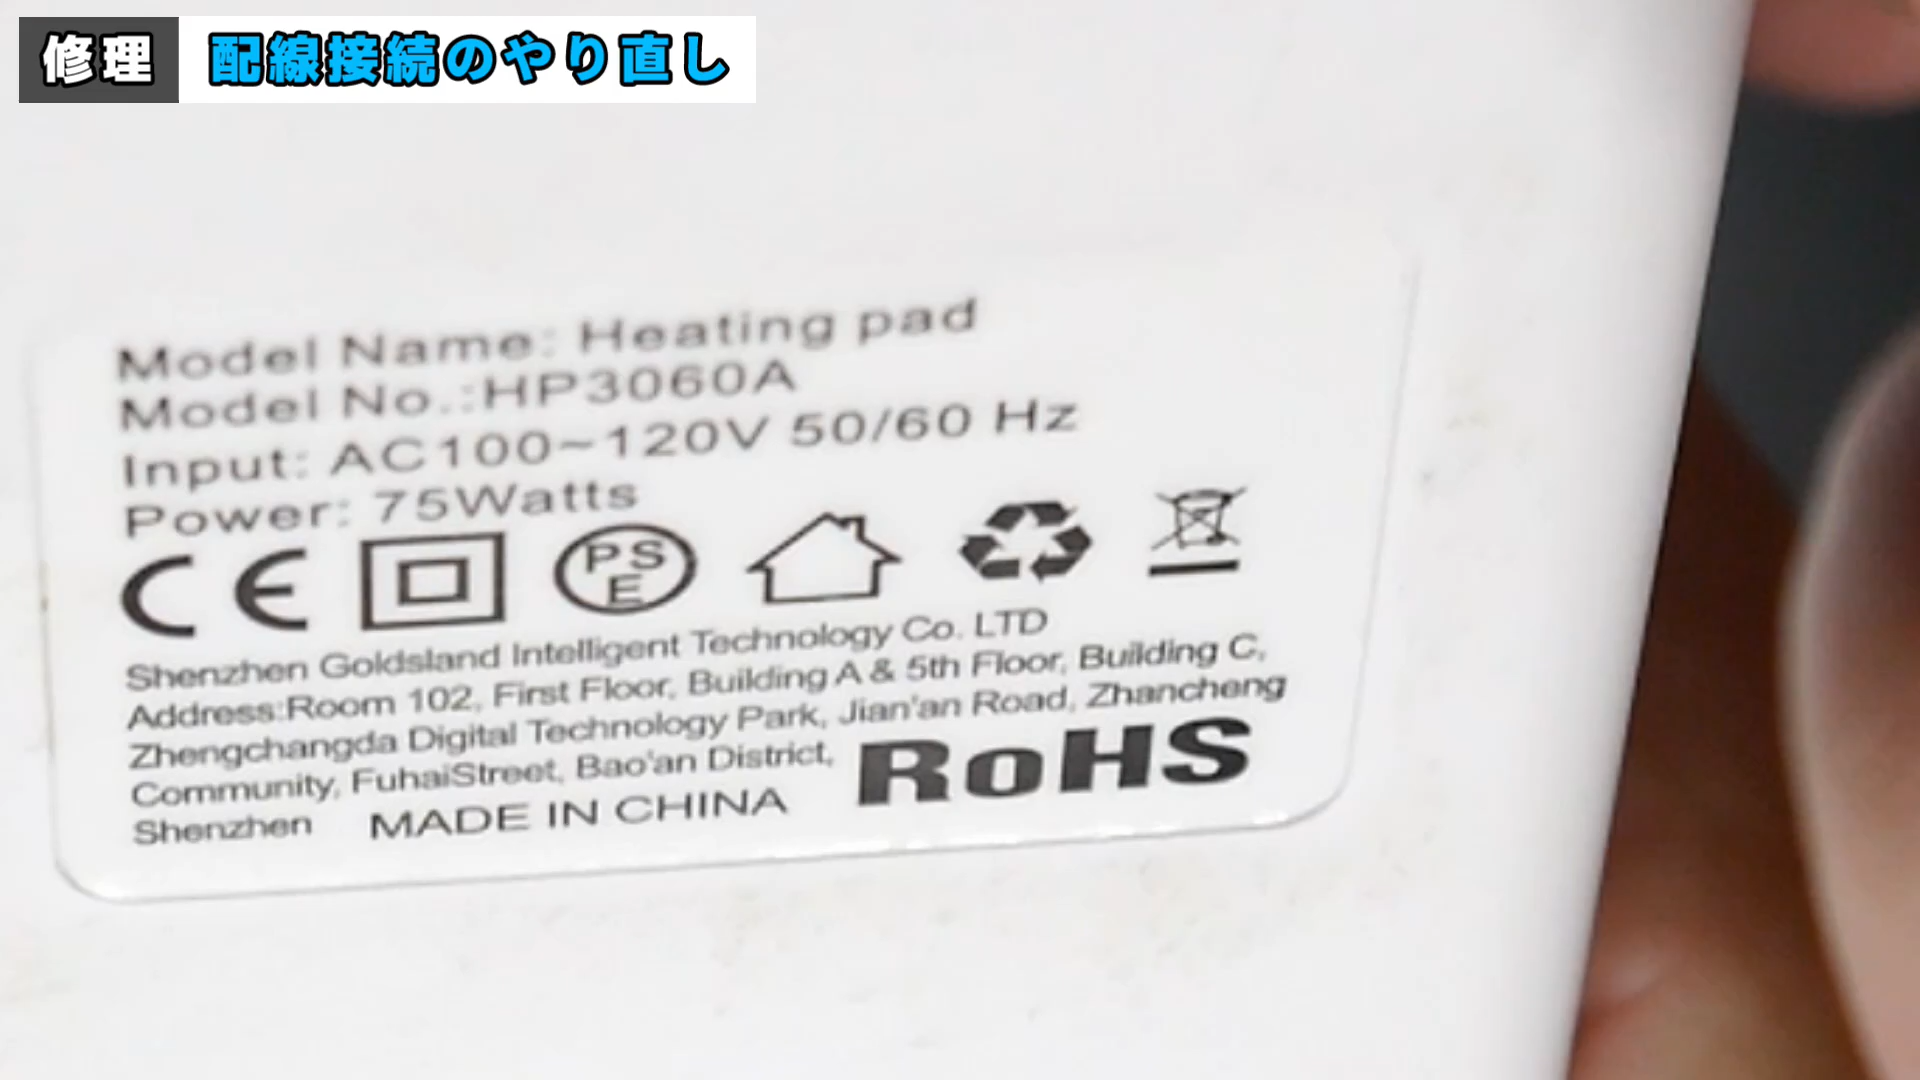 修理 配線接続のやり直し
Model Name: Heating pad
Model No.:HP3060A
Input: AC100~120V 50/60 Hz
Power: 75Watts
CE PSE
Shenzhen Goldsland Intelligent Technology Co. LTD
Address:Room 102, First Floor, Building A & 5th Floor, Building C,
Zhengchangda Digital Technology Park, Jian'an Road, Zhancheng
Community, FuhaiStreet, Bao'an District,
Shenzhen MADE IN CHINA
RoHS